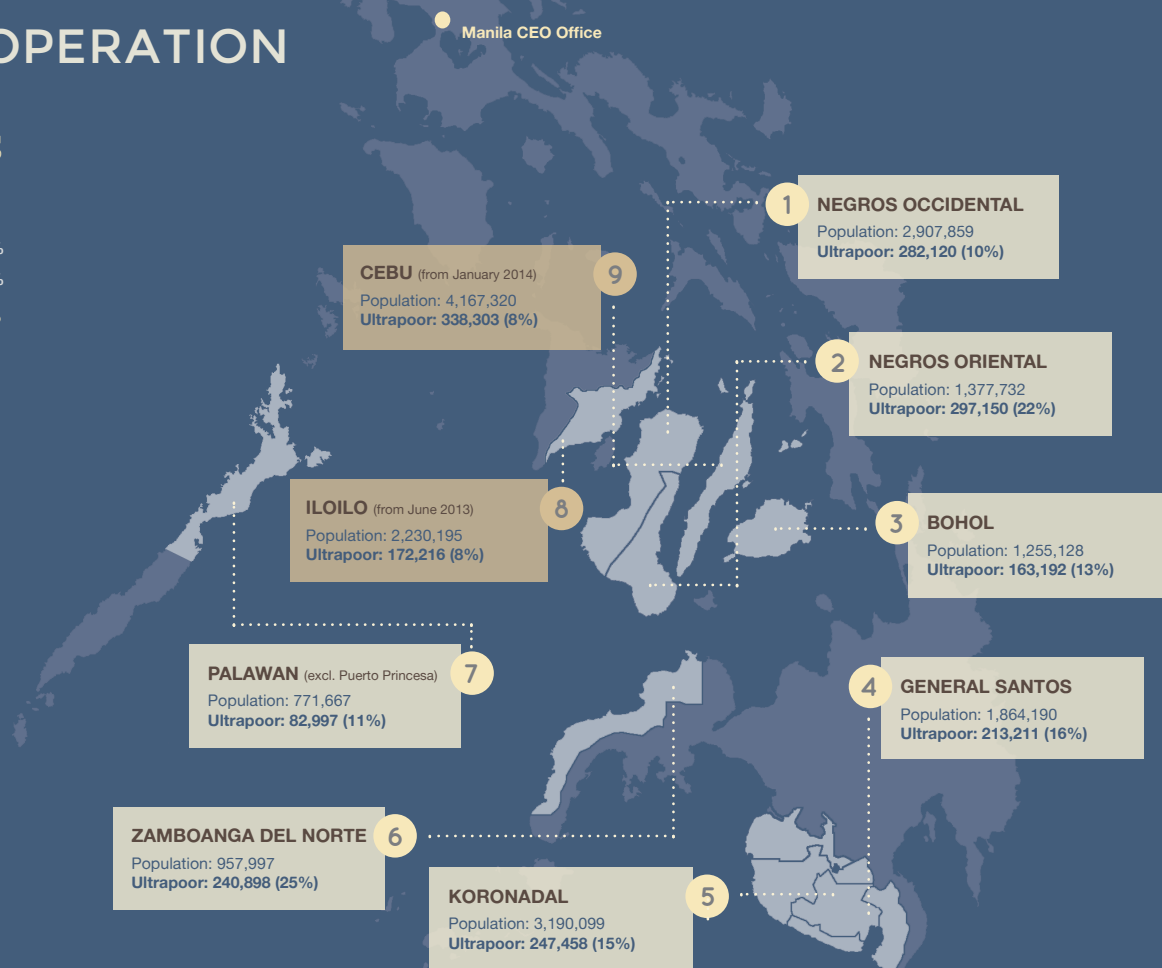 OPERATION
Manila CEO Office
1
NEGROS OCCIDENTAL
Population: 2,907,859
Ultrapoor: 282,120 (10%)
CEBU (from January 2014)
9
Population: 4,167,320
Ultrapoor: 338,303 (8%)
2
NEGROS ORIENTAL
Population: 1,377,732
Ultrapoor: 297,150 (22%)
ILOILO (from June 2013)
8
Population: 2,230,195
Ultrapoor: 172,216 (8%)
3
BOHOL
Population: 1,255,128
Ultrapoor: 163,192 (13%)
PALAWAN (excl. Puerto Princesa)
7
Population: 771,667
Ultrapoor: 82,997 (11%)
4
GENERAL SANTOS
Population: 1,864,190
Ultrapoor: 213,211 (16%)
ZAMBOANGA DEL NORTE
6
Population: 957,997
Ultrapoor: 240,898 (25%)
KORONADAL
5
Population: 3,190,099
Ultrapoor: 247,458 (15%)